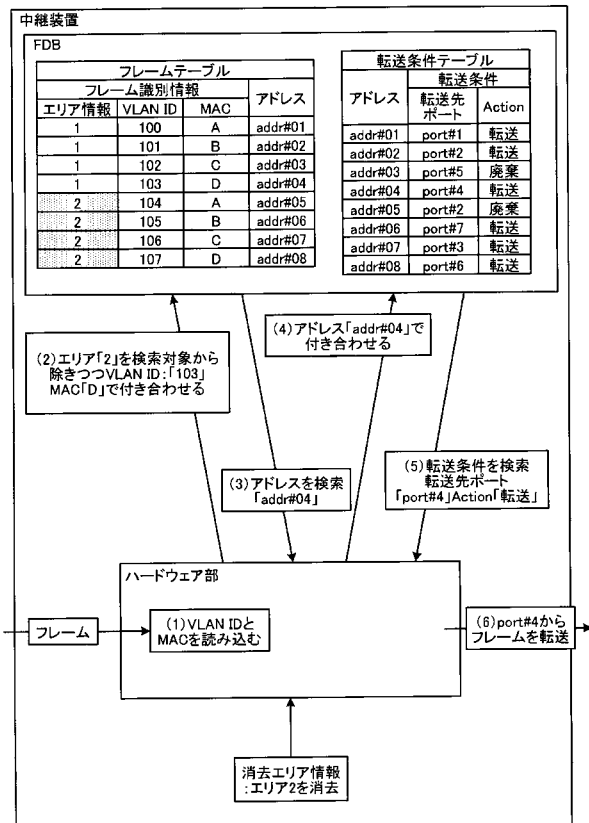 中継装置
FDB
フレームテーブル
フレーム識別情報 アドレス
エリア情報 VLAN ID MAC
1 100 A addr#01
1 101 B addr#02
1 102 C addr#03
1 103 D addr#04
2 104 A addr#05
2 105 B addr#06
2 106 C addr#07
2 107 D addr#08
転送条件テーブル
アドレス 転送条件
転送先
ポート Action
addr#01 port#1 転送
addr#02 port#2 転送
addr#03 port#5 廃棄
addr#04 port#4 転送
addr#05 port#2 廃棄
addr#06 port#7 転送
addr#07 port#3 転送
addr#08 port#6 転送
(2)エリア「2」を検索対象から
除きつつVLAN ID:「103」
MAC「D」で付き合わせる
(4)アドレス「addr#04」で
付き合わせる
(3)アドレスを検索
「addr#04」
(5)転送条件を検索
転送先ポート
「port#4」Action「転送」
ハードウェア部
フレーム
(1)VLAN IDと
MACを読み込む
(6)port#4から
フレームを転送
消去エリア情報
:エリア2を消去